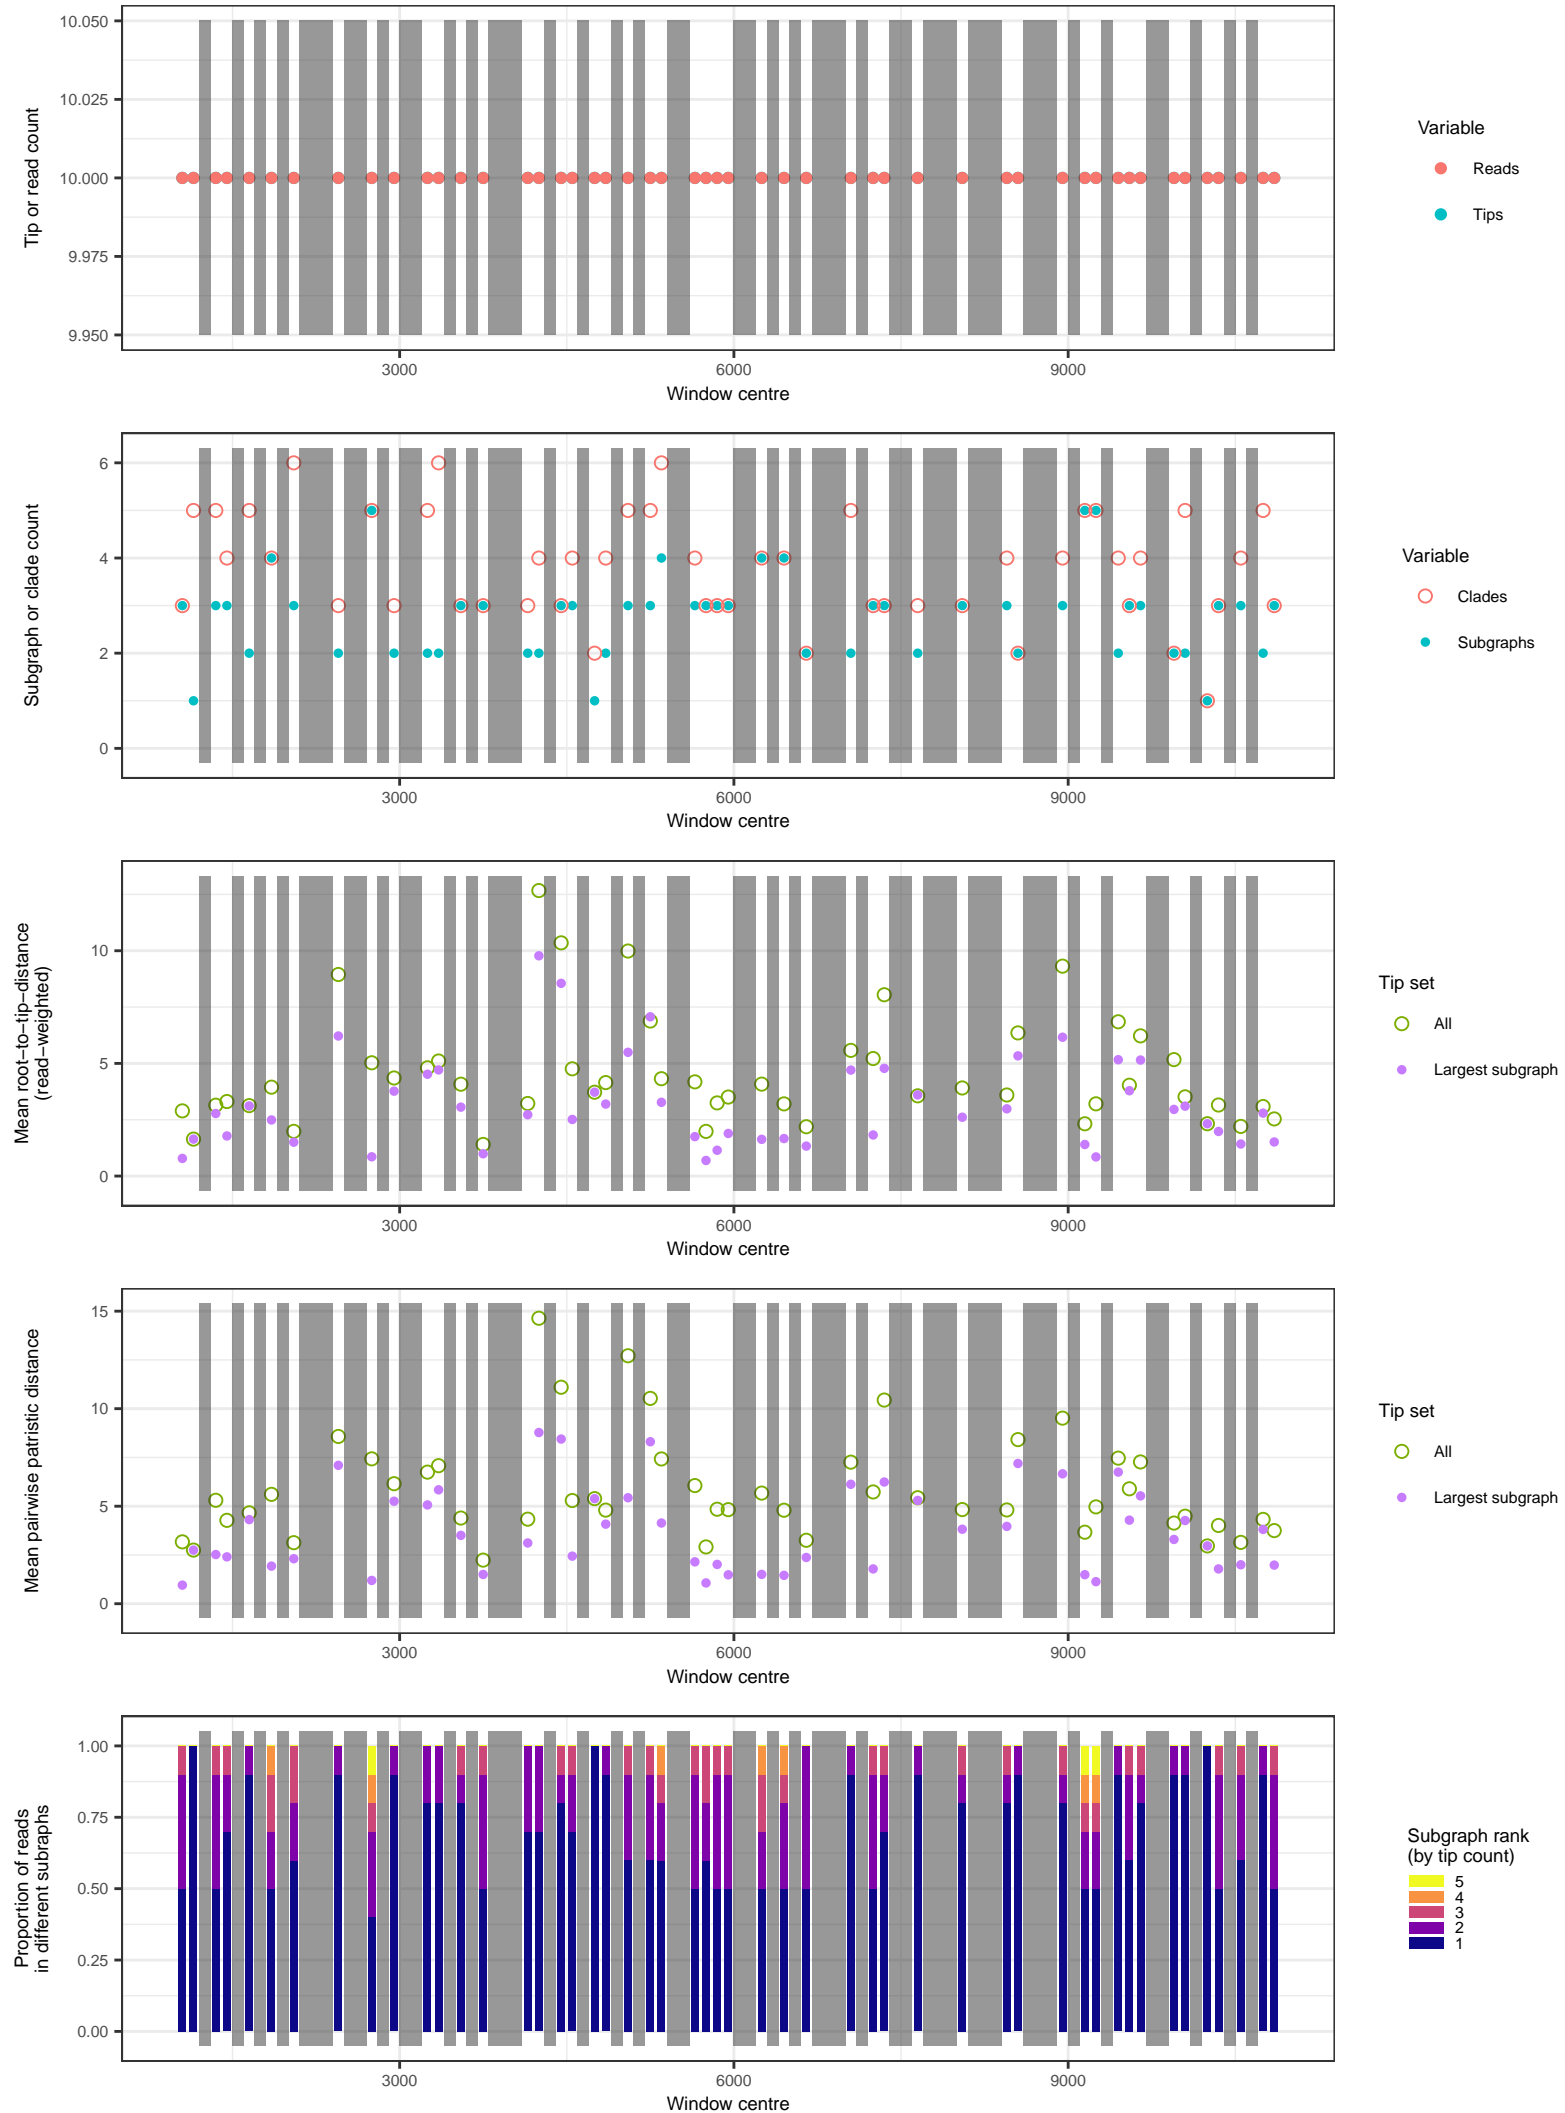 10.050
10.025
10.000
9.975
9.950
Tip or read count
3000
6000
9000
Window centre
Variable
Reads
Tips
6
4
2
0
Subgraph or clade count
3000
6000
9000
Window centre
Variable
Clades
Subgraphs
10
5
0
Mean root−to−tip−distance
(read−weighted)
3000
6000
9000
Window centre
Tip set
All
Largest subgraph
15
10
5
0
Mean pairwise patristic distance
3000
6000
9000
Window centre
Tip set
All
Largest subgraph
1.00
0.75
0.50
0.25
0.00
Proportion of reads
in different subraphs
3000
6000
9000
Window centre
Subgraph rank
(by tip count)
5
4
3
2
1